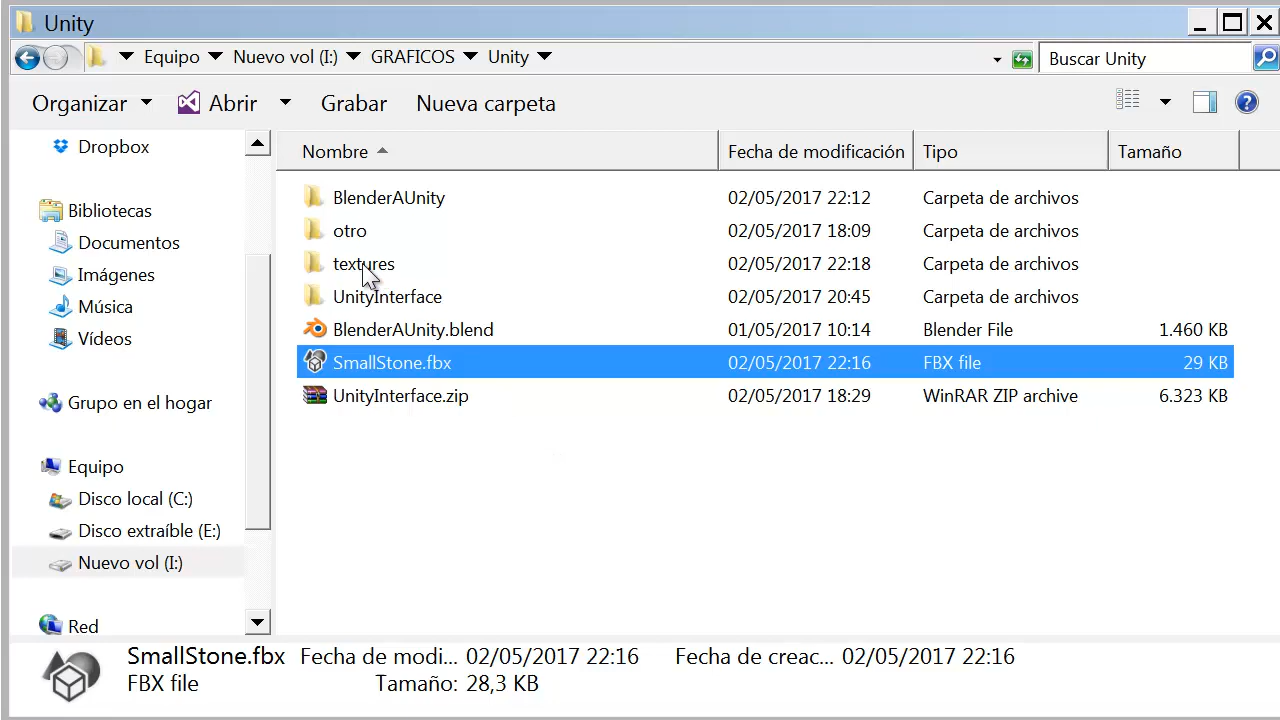 Unity
Equipo Nuevo vol (I:) GRAFICOS Unity Buscar Unity
Organizar Abrir Grabar Nueva carpeta
Dropbox
Bibliotecas
Documentos
Imágenes
Música
Vídeos
Grupo en el hogar
Equipo
Disco local (C:)
Disco extraíble (E:)
Nuevo vol (I:)
Red
Nombre Fecha de modificación Tipo Tamaño
BlenderAUnity 02/05/2017 22:12 Carpeta de archivos
otro 02/05/2017 18:09 Carpeta de archivos
textures 02/05/2017 22:18 Carpeta de archivos
UnityInterface 02/05/2017 20:45 Carpeta de archivos
BlenderAUnity.blend 01/05/2017 10:14 Blender File 1.460 KB
SmallStone.fbx 02/05/2017 22:16 FBX file 29 KB
UnityInterface.zip 02/05/2017 18:29 WinRAR ZIP archive 6.323 KB
SmallStone.fbx Fecha de modi... 02/05/2017 22:16 Fecha de creac... 02/05/2017 22:16
FBX file Tamaño: 28,3 KB